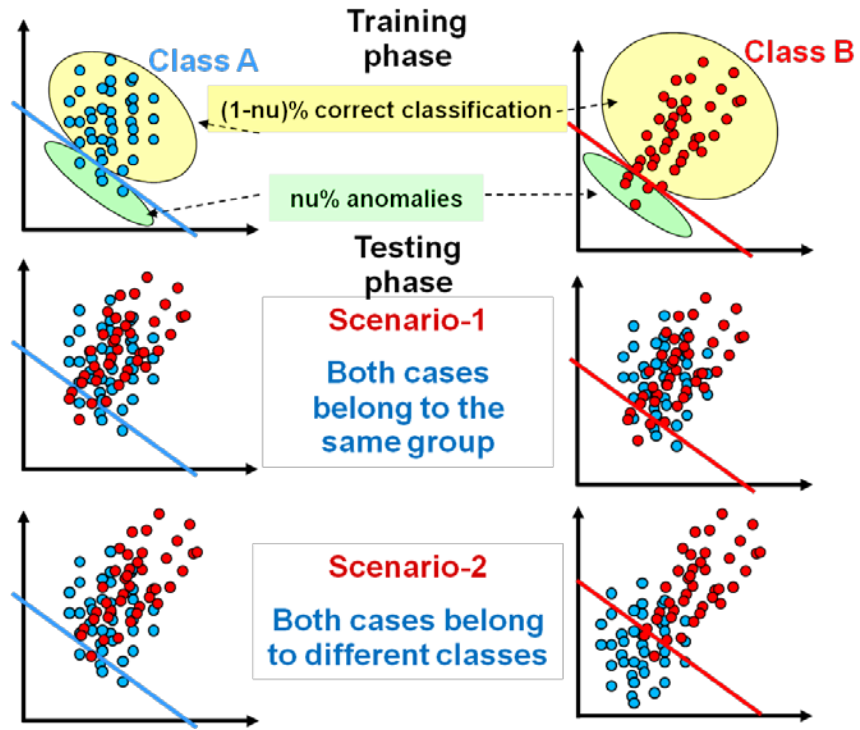 Training
phase
Class A
Class B
(1-nu)% correct classification
nu% anomalies
Testing
phase
Scenario-1
Both cases
belong to the
same group
Scenario-2
Both cases belong
to different classes